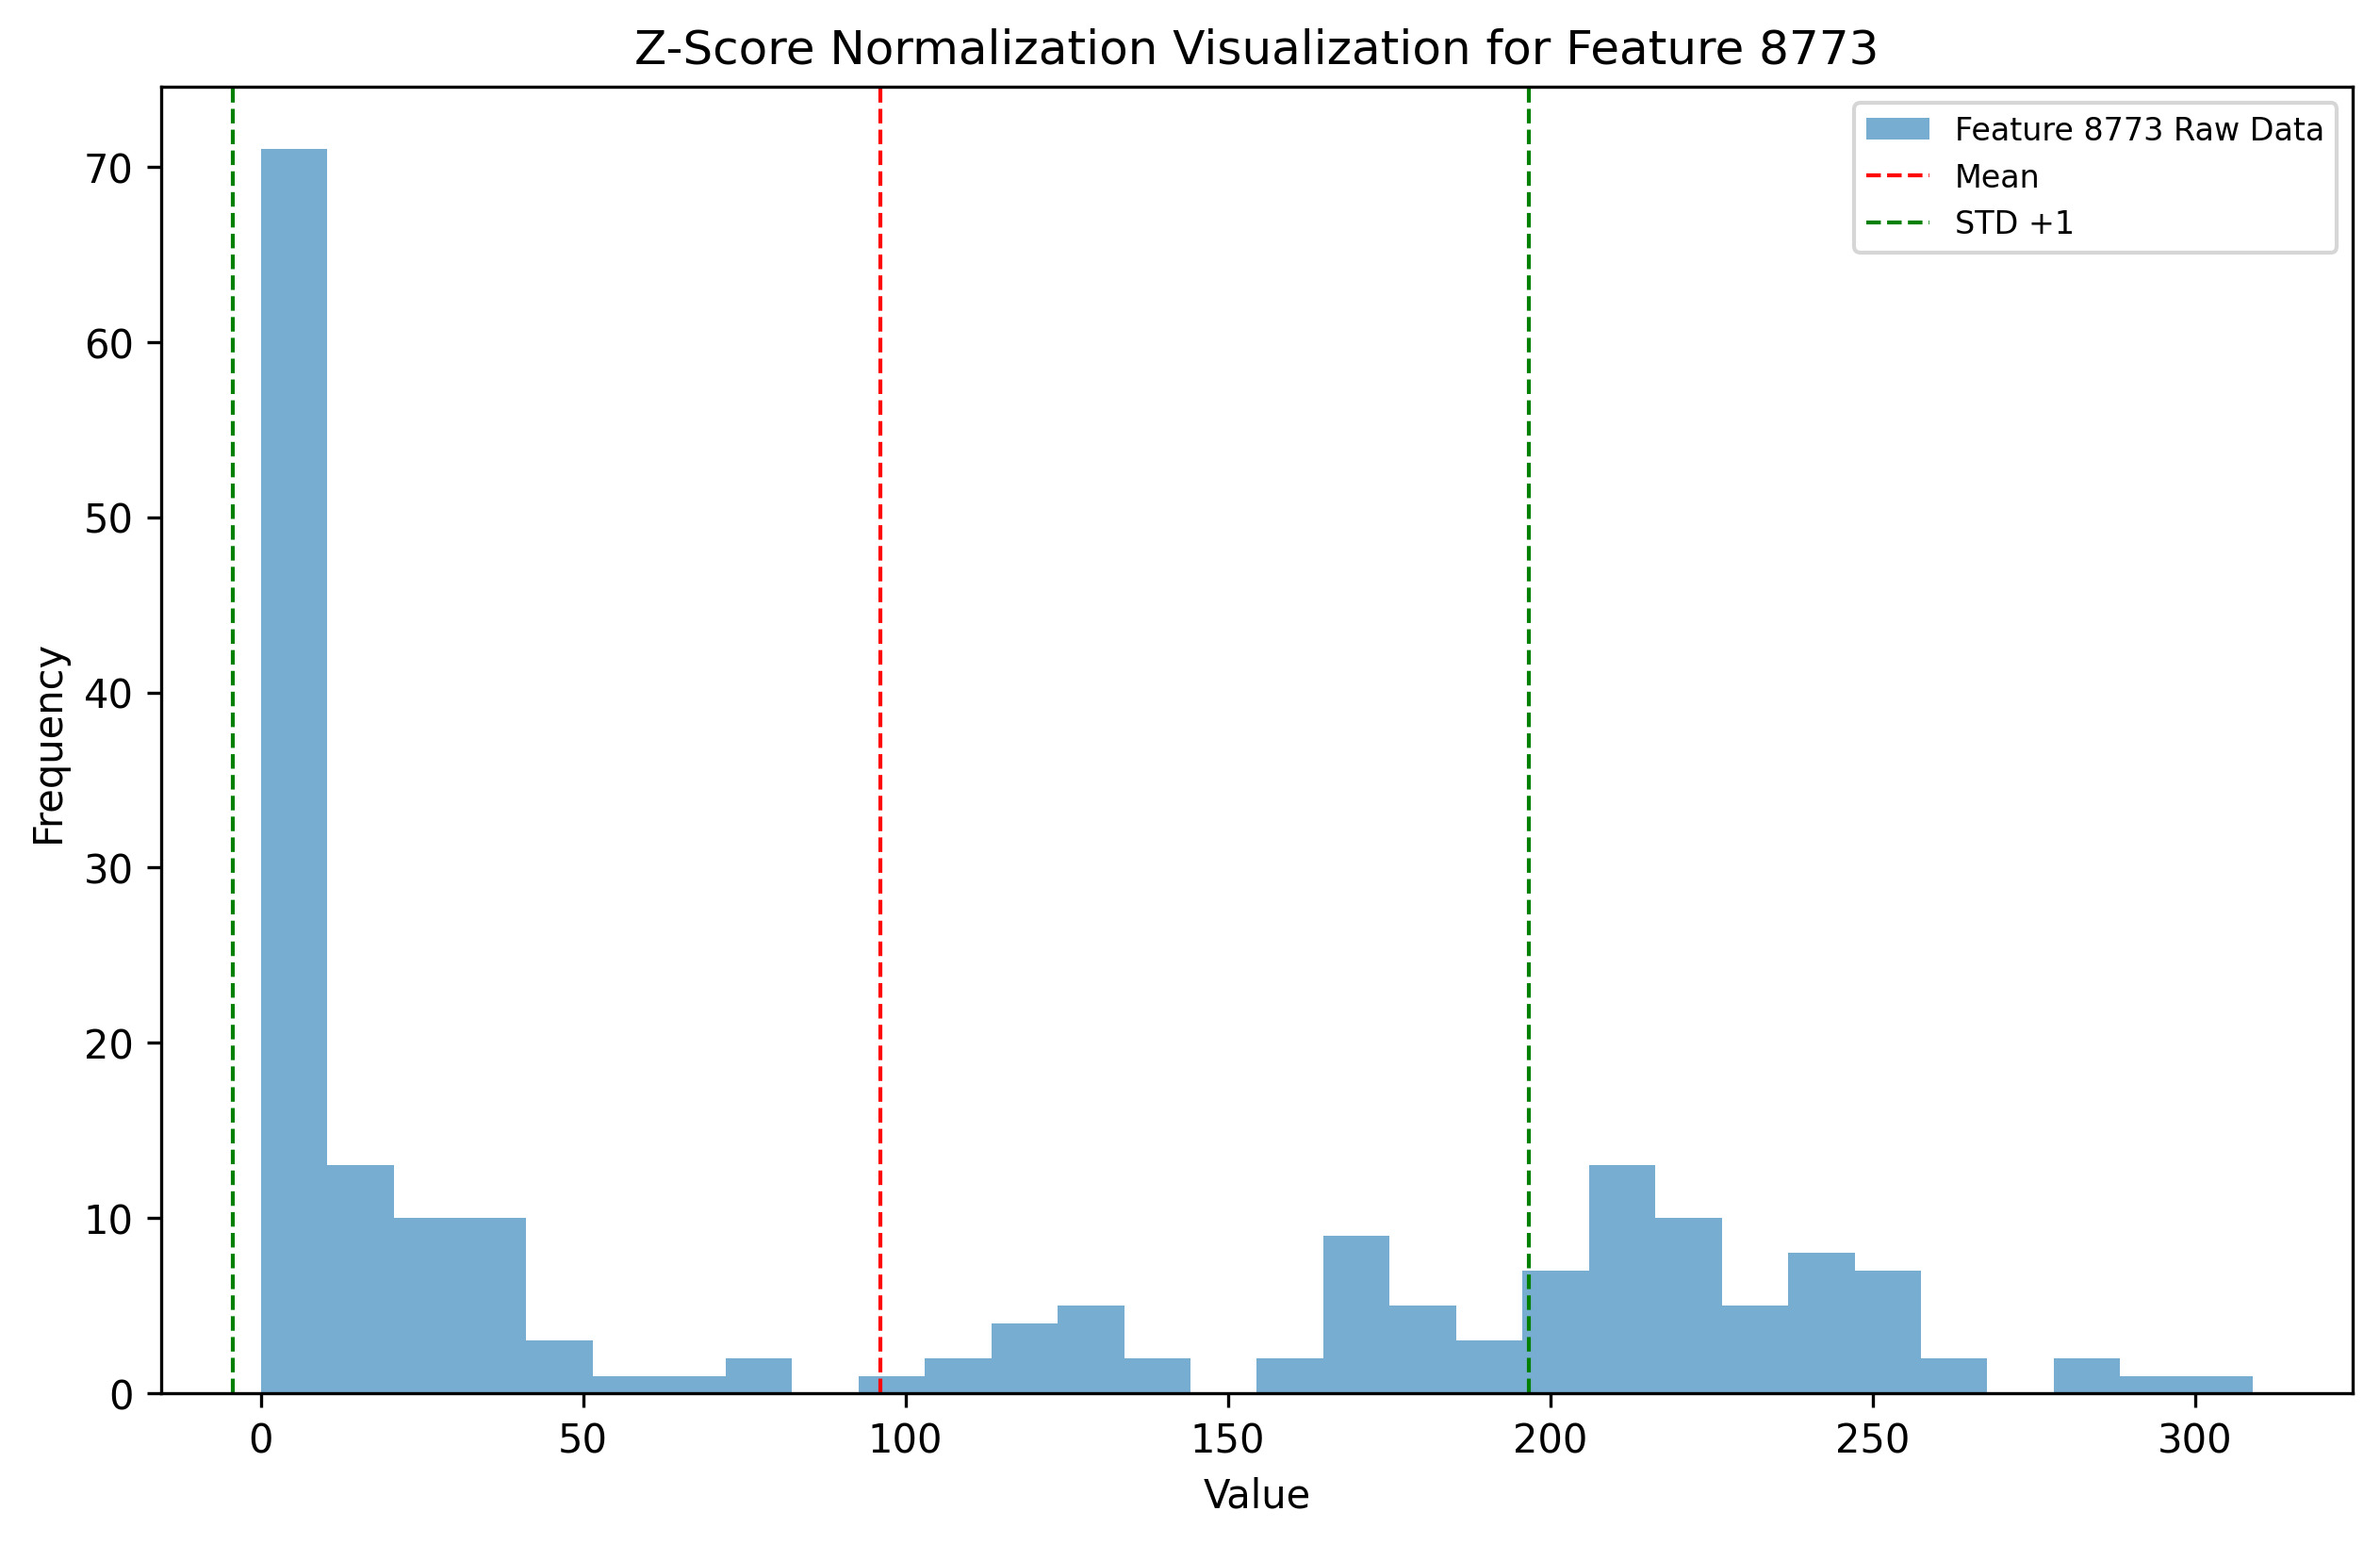 Z-Score Normalization Visualization for Feature 8773
Feature 8773 Raw Data
Mean
STD +1
70
60
50
40
30
20
10
0
Frequency
0 50 100 150 200 250 300
Value